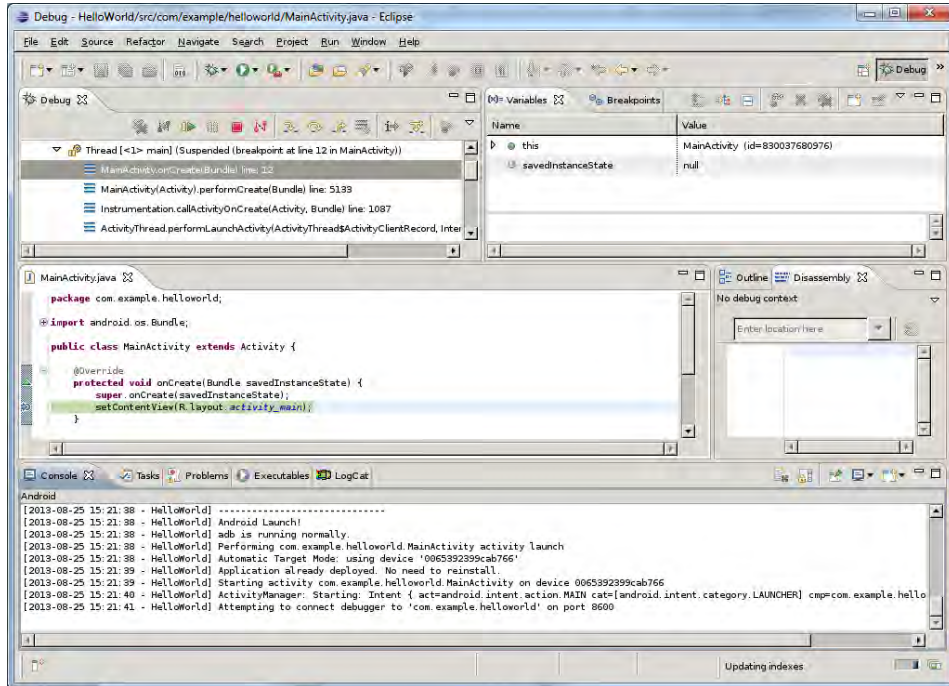 Debug - HelloWorld/src/com/example/helloworld/MainActivity.java - Eclipse
File Edit Source Refactor Navigate Search Project Run Window Help
Debug »
Debug
Thread [<1> main] (Suspended (breakpoint at line 12 in MainActivity))
MainActivity.onCreate(Bundle) line: 12
MainActivity(Activity).performCreate(Bundle) line: 5133
Instrumentation.callActivityOnCreate(Activity, Bundle) line: 1087
ActivityThread.performLaunchActivity(ActivityThread$ActivityClientRecord, Inter
(x)= Variables Breakpoints
Name Value
this MainActivity (id=830037680976)
savedInstanceState null
MainActivity.java
package com.example.helloworld;
import android.os.Bundle;
public class MainActivity extends Activity {
@Override
protected void onCreate(Bundle savedInstanceState) {
super.onCreate(savedInstanceState);
setContentView(R.layout.activity_main);
}
Outline Disassembly
No debug context
Enter location here
Console Tasks Problems Executables LogCat
Android
[2013-08-25 15:21:38 - HelloWorld] ------------------------------
[2013-08-25 15:21:38 - HelloWorld] Android Launch!
[2013-08-25 15:21:38 - HelloWorld] adb is running normally.
[2013-08-25 15:21:38 - HelloWorld] Performing com.example.helloworld.MainActivity activity launch
[2013-08-25 15:21:38 - HelloWorld] Automatic Target Mode: using device '0065392399cab766'
[2013-08-25 15:21:39 - HelloWorld] Application already deployed. No need to reinstall.
[2013-08-25 15:21:39 - HelloWorld] Starting activity com.example.helloworld.MainActivity on device 0065392399cab766
[2013-08-25 15:21:40 - HelloWorld] ActivityManager: Starting: Intent { act=android.intent.action.MAIN cat=[android.intent.category.LAUNCHER] cmp=com.example.hello
[2013-08-25 15:21:41 - HelloWorld] Attempting to connect debugger to 'com.example.helloworld' on port 8600
Updating indexes